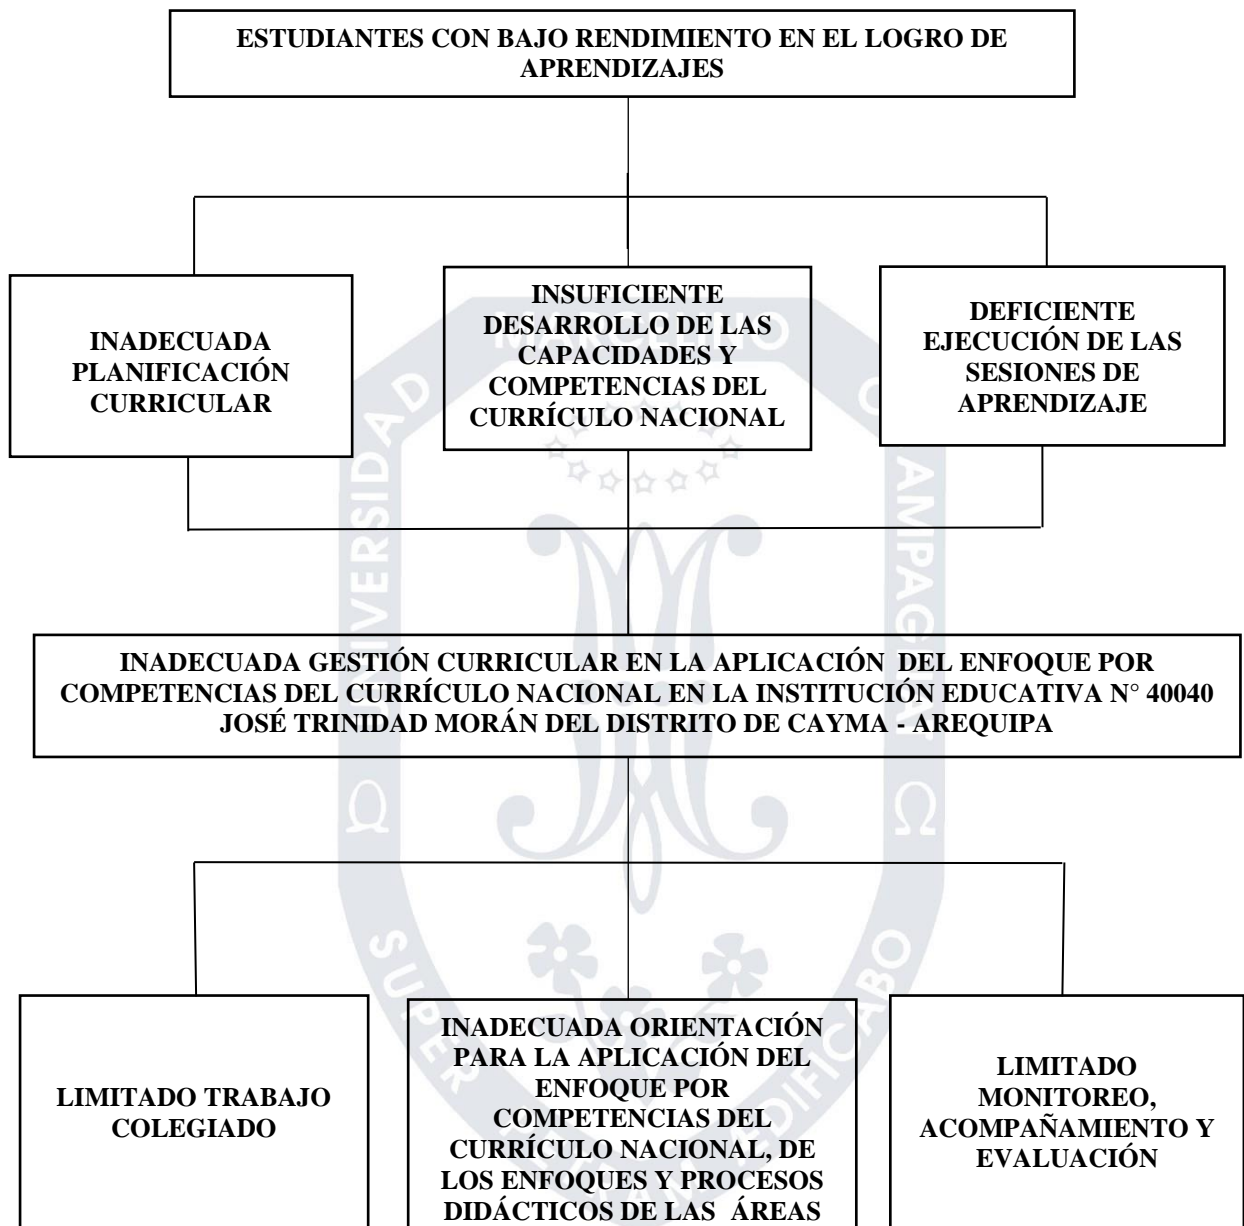 ESTUDIANTES CON BAJO RENDIMIENTO EN EL LOGRO DE
APRENDIZAJES
INADECUADA
PLANIFICACIÓN
CURRICULAR
INSUFICIENTE
DESARROLLO DE LAS
CAPACIDADES Y
COMPETENCIAS DEL
CURRÍCULO NACIONAL
DEFICIENTE
EJECUCIÓN DE LAS
SESIONES DE
APRENDIZAJE
INADECUADA GESTIÓN CURRICULAR EN LA APLICACIÓN DEL ENFOQUE POR
COMPETENCIAS DEL CURRÍCULO NACIONAL EN LA INSTITUCIÓN EDUCATIVA N° 40040
JOSÉ TRINIDAD MORÁN DEL DISTRITO DE CAYMA - AREQUIPA
LIMITADO TRABAJO
COLEGIADO
INADECUADA ORIENTACIÓN
PARA LA APLICACIÓN DEL
ENFOQUE POR
COMPETENCIAS DEL
CURRÍCULO NACIONAL, DE
LOS ENFOQUES Y PROCESOS
DIDÁCTICOS DE LAS ÁREAS
LIMITADO
MONITOREO,
ACOMPAÑAMIENTO Y
EVALUACIÓN
UNIVERSIDAD
MARCELINO
SUPER